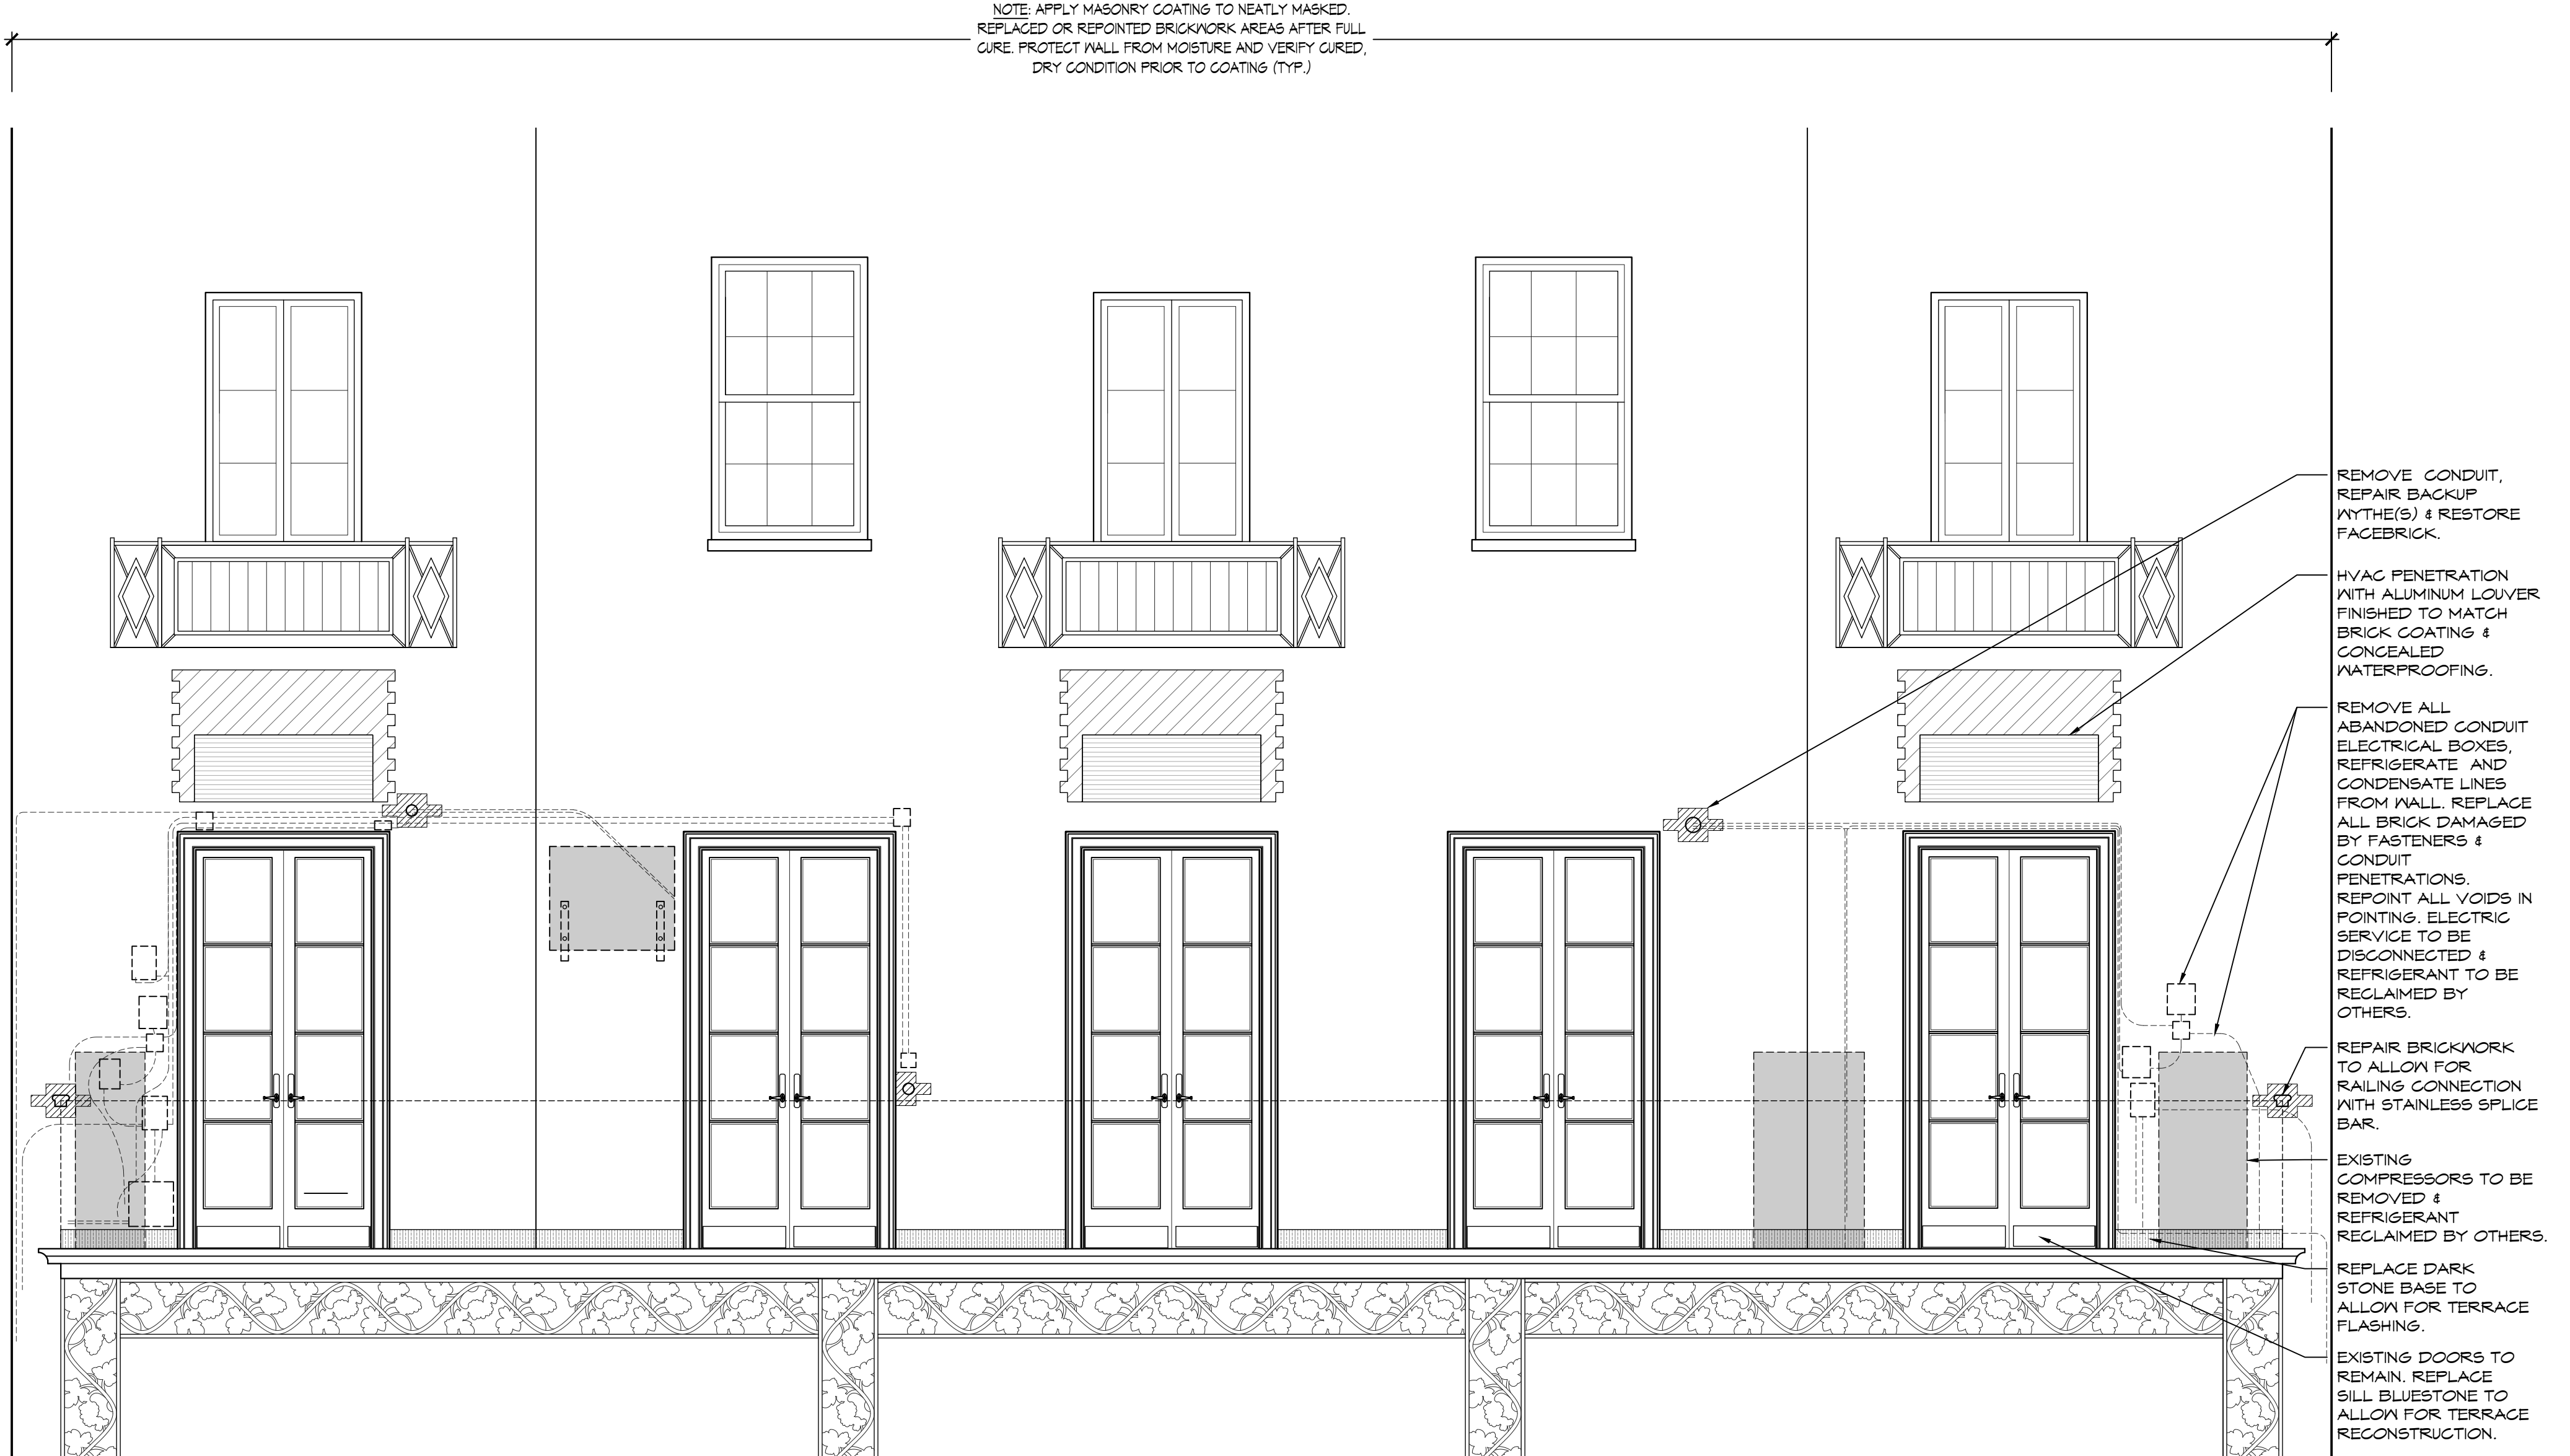 NOTE: APPLY MASONRY COATING TO NEATLY MASKED.
REPLACED OR REPOINTED BRICKWORK AREAS AFTER FULL
CURE. PROTECT WALL FROM MOISTURE AND VERIFY CURED,
DRY CONDITION PRIOR TO COATING (TYP.)
REMOVE CONDUIT,
REPAIR BACKUP
WYTHE(S) & RESTORE
FACEBRICK.
HVAC PENETRATION
WITH ALUMINUM LOUVER
FINISHED TO MATCH
BRICK COATING &
CONCEALED
WATERPROOFING.
REMOVE ALL
ABANDONED CONDUIT
ELECTRICAL BOXES,
REFRIGERATE AND
CONDENSATE LINES
FROM WALL. REPLACE
ALL BRICK DAMAGED
BY FASTENERS &
CONDUIT
PENETRATIONS.
REPOINT ALL VOIDS IN
POINTING. ELECTRIC
SERVICE TO BE
DISCONNECTED &
REFRIGERANT TO BE
RECLAIMED BY
OTHERS.
REPAIR BRICKWORK
TO ALLOW FOR
RAILING CONNECTION
WITH STAINLESS SPLICE
BAR.
EXISTING
COMPRESSORS TO BE
REMOVED &
REFRIGERANT
RECLAIMED BY OTHERS.
REPLACE DARK
STONE BASE TO
ALLOW FOR TERRACE
FLASHING.
EXISTING DOORS TO
REMAIN. REPLACE
SILL BLUESTONE TO
ALLOW FOR TERRACE
RECONSTRUCTION.